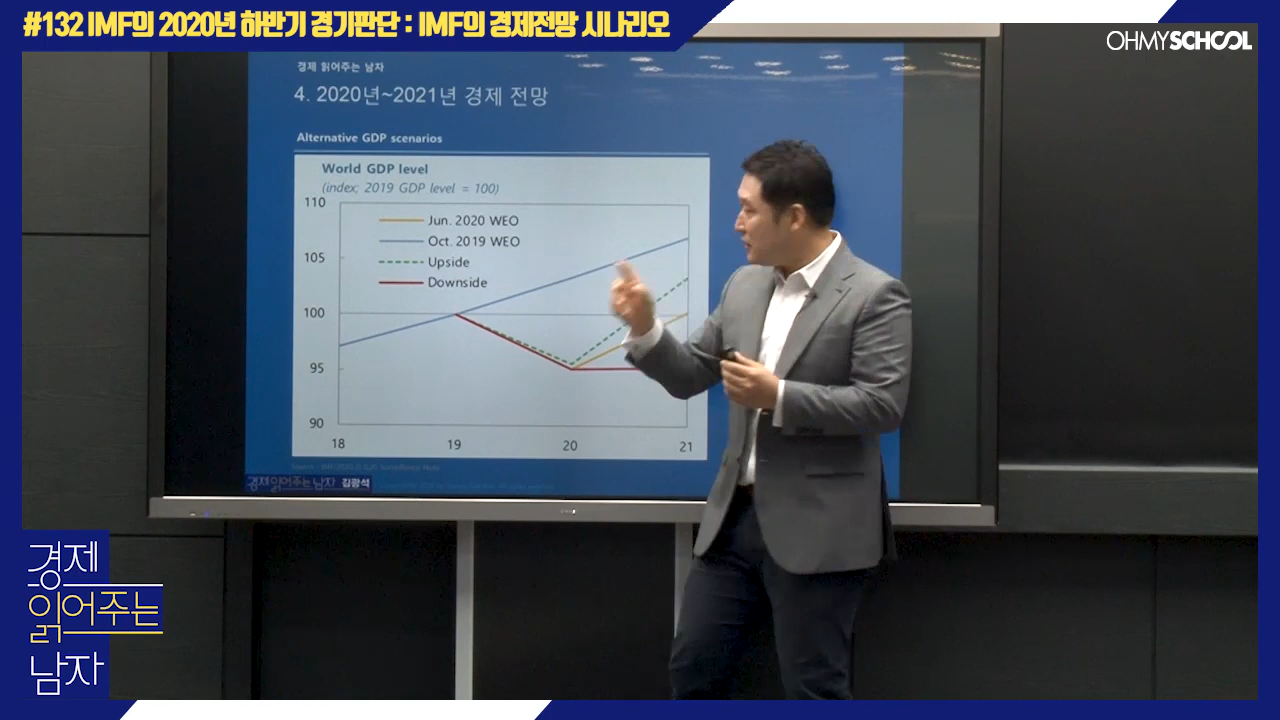 #132 IMF의 2020년 하반기 경기판단 : IMF의 경제전망 시나리오
OHMYSCHOOL
경제 읽어주는 남자
4. 2020년~2021년 경제 전망
Alternative GDP scenarios
World GDP level
(index; 2019 GDP level = 100)
110
105
100
95
90
Jun. 2020 WEO
Oct. 2019 WEO
Upside
Downside
18
19
20
21
경제 읽어주는 남자 김광석
경제
읽어주는
남자